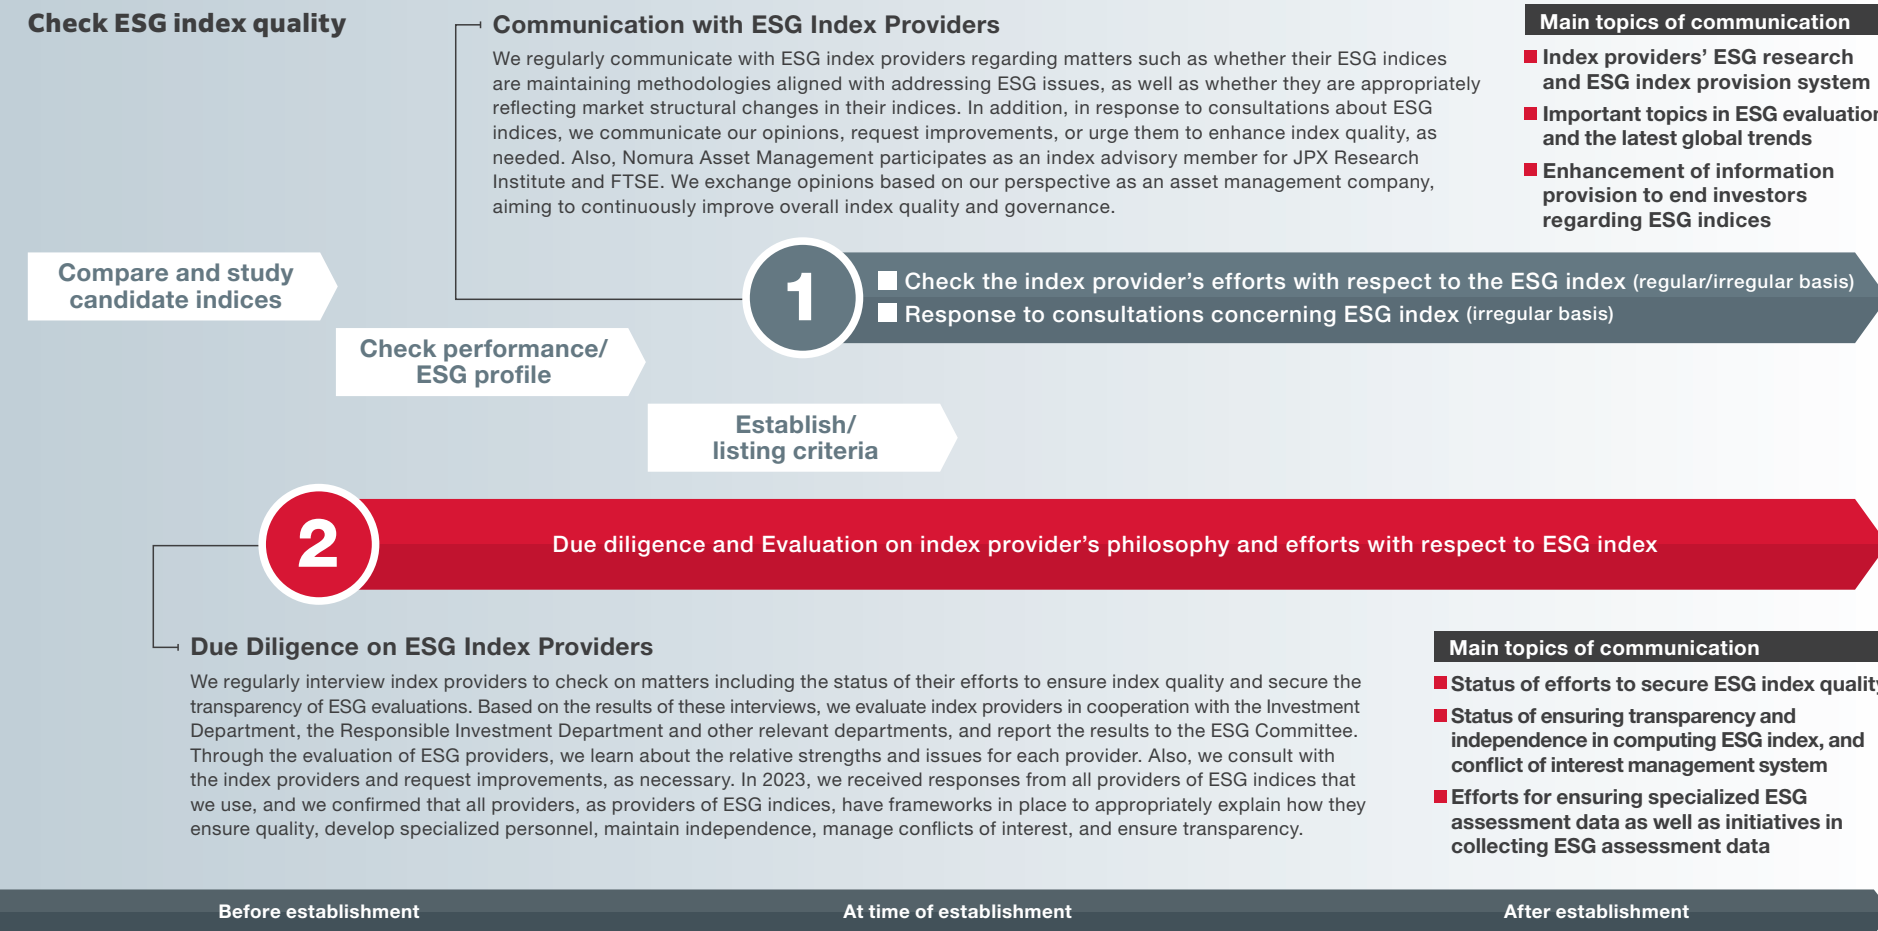 Check ESG index quality
Communication with ESG Index Providers
We regularly communicate with ESG index providers regarding matters such as whether their ESG indices
are maintaining methodologies aligned with addressing ESG issues, as well as whether they are appropriately
reflecting market structural changes in their indices. In addition, in response to consultations about ESG
indices, we communicate our opinions, request improvements, or urge them to enhance index quality, as
needed. Also, Nomura Asset Management participates as an index advisory member for JPX Research
Institute and FTSE. We exchange opinions based on our perspective as an asset management company,
aiming to continuously improve overall index quality and governance.
Main topics of communication
■ Index providers’ ESG research
and ESG index provision system
■ Important topics in ESG evaluation
and the latest global trends
■ Enhancement of information
provision to end investors
regarding ESG indices
Compare and study
candidate indices
Check performance/
ESG profile
Establish/
listing criteria
1
■ Check the index provider’s efforts with respect to the ESG index (regular/irregular basis)
■ Response to consultations concerning ESG index (irregular basis)
2
Due diligence and Evaluation on index provider’s philosophy and efforts with respect to ESG index
Due Diligence on ESG Index Providers
We regularly interview index providers to check on matters including the status of their efforts to ensure index quality and secure the
transparency of ESG evaluations. Based on the results of these interviews, we evaluate index providers in cooperation with the Investment
Department, the Responsible Investment Department and other relevant departments, and report the results to the ESG Committee.
Through the evaluation of ESG providers, we learn about the relative strengths and issues for each provider. Also, we consult with
the index providers and request improvements, as necessary. In 2023, we received responses from all providers of ESG indices that
we use, and we confirmed that all providers, as providers of ESG indices, have frameworks in place to appropriately explain how they
ensure quality, develop specialized personnel, maintain independence, manage conflicts of interest, and ensure transparency.
Main topics of communication
■ Status of efforts to secure ESG index quality
■ Status of ensuring transparency and
independence in computing ESG index, and
conflict of interest management system
■ Efforts for ensuring specialized ESG
assessment data as well as initiatives in
collecting ESG assessment data
Before establishment
At time of establishment
After establishment